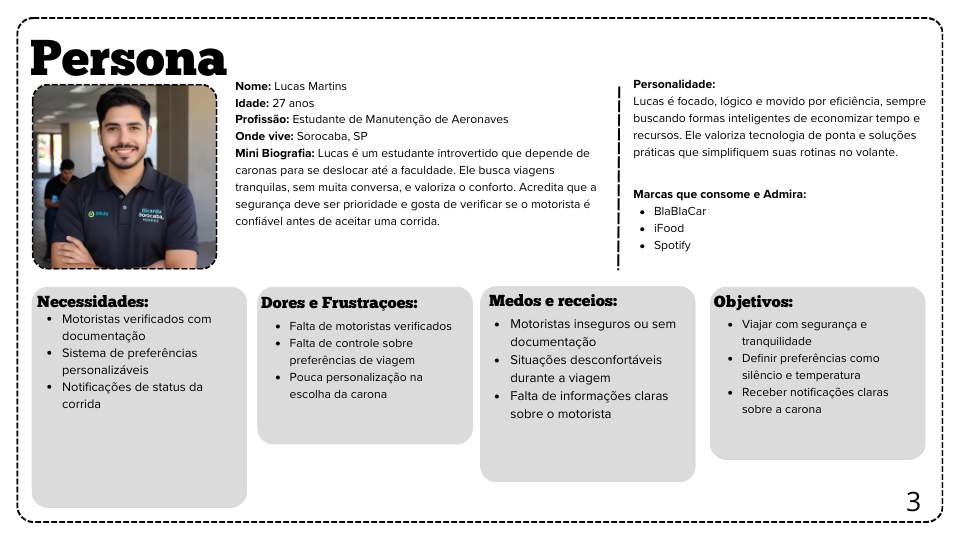 Persona
Nome: Lucas Martins
Idade: 27 anos
Profissão: Estudante de Manutenção de Aeronaves
Onde vive: Sorocaba, SP
Mini Biografia: Lucas é um estudante introvertido que depende de
caronas para se deslocar até a faculdade. Ele busca viagens
tranquilas, sem muita conversa, e valoriza o conforto. Acredita que a
segurança deve ser prioridade e gosta de verificar se o motorista é
confiável antes de aceitar uma corrida.
Personalidade:
Lucas é focado, lógico e movido por eficiência, sempre
buscando formas inteligentes de economizar tempo e
recursos. Ele valoriza tecnologia de ponta e soluções
práticas que simplifiquem suas rotinas no volante.
Marcas que consome e Admira:
BlaBlaCar
iFood
Spotify
Sorocaba,
Necessidades:
Motoristas verificados com
documentação
Sistema de preferências
personalizáveis
Notificações de status da
corrida
Dores e Frustraçoes:
Falta de motoristas verificados
Falta de controle sobre
preferências de viagem
Pouca personalização na
escolha da carona
Medos e receios:
Motoristas inseguros ou sem
documentação
Situações desconfortáveis
durante a viagem
Falta de informações claras
sobre o motorista
Objetivos:
Viajar com segurança e
tranquilidade
Definir preferências como
silêncio e temperatura
Receber notificações claras
sobre a carona
3